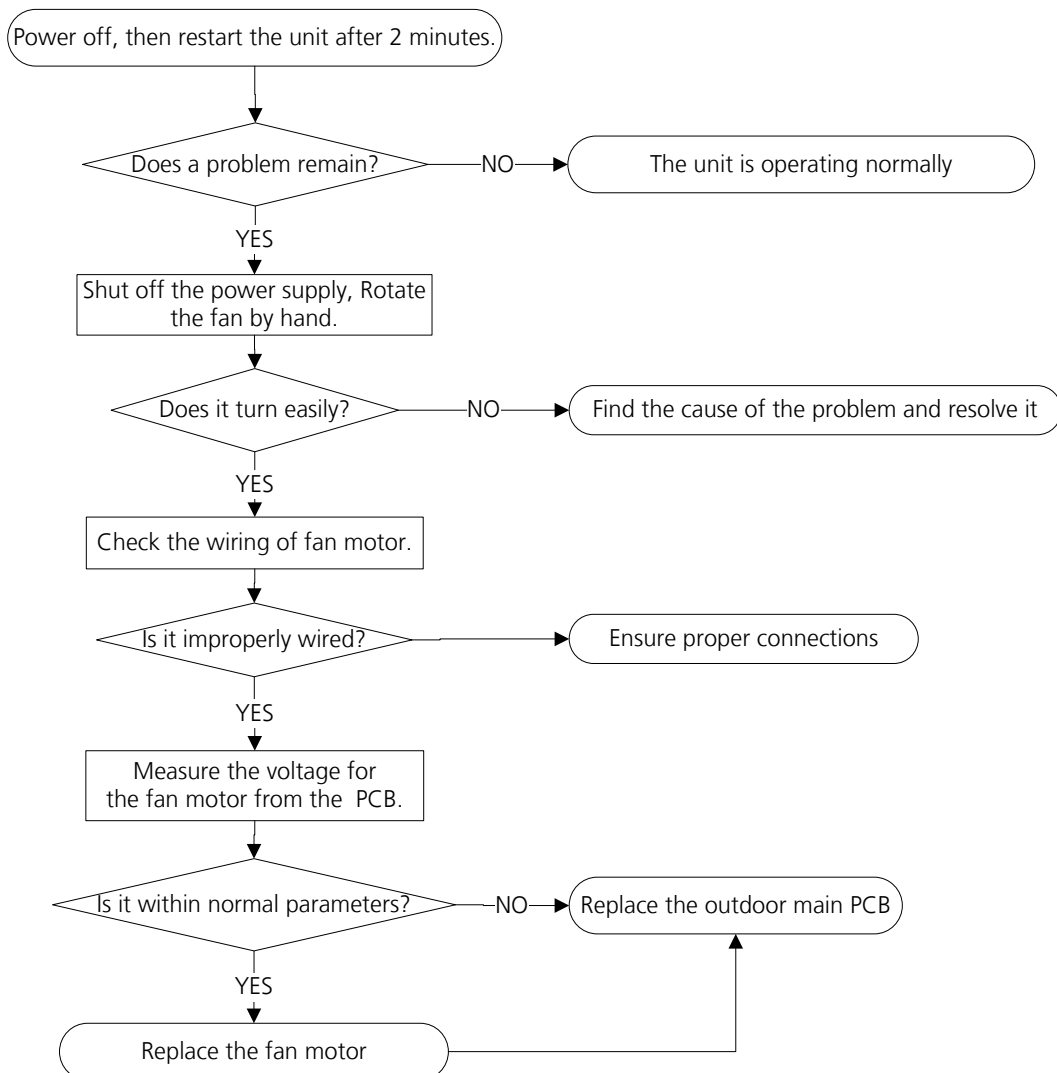 Power off, then restart the unit after 2 minutes.
Does a problem remain?
NO
The unit is operating normally
YES
Shut off the power supply, Rotate
the fan by hand.
Does it turn easily?
NO
Find the cause of the problem and resolve it
YES
Check the wiring of fan motor.
Is it improperly wired?
Ensure proper connections
YES
Measure the voltage for
the fan motor from the PCB.
Is it within normal parameters?
NO
Replace the outdoor main PCB
YES
Replace the fan motor